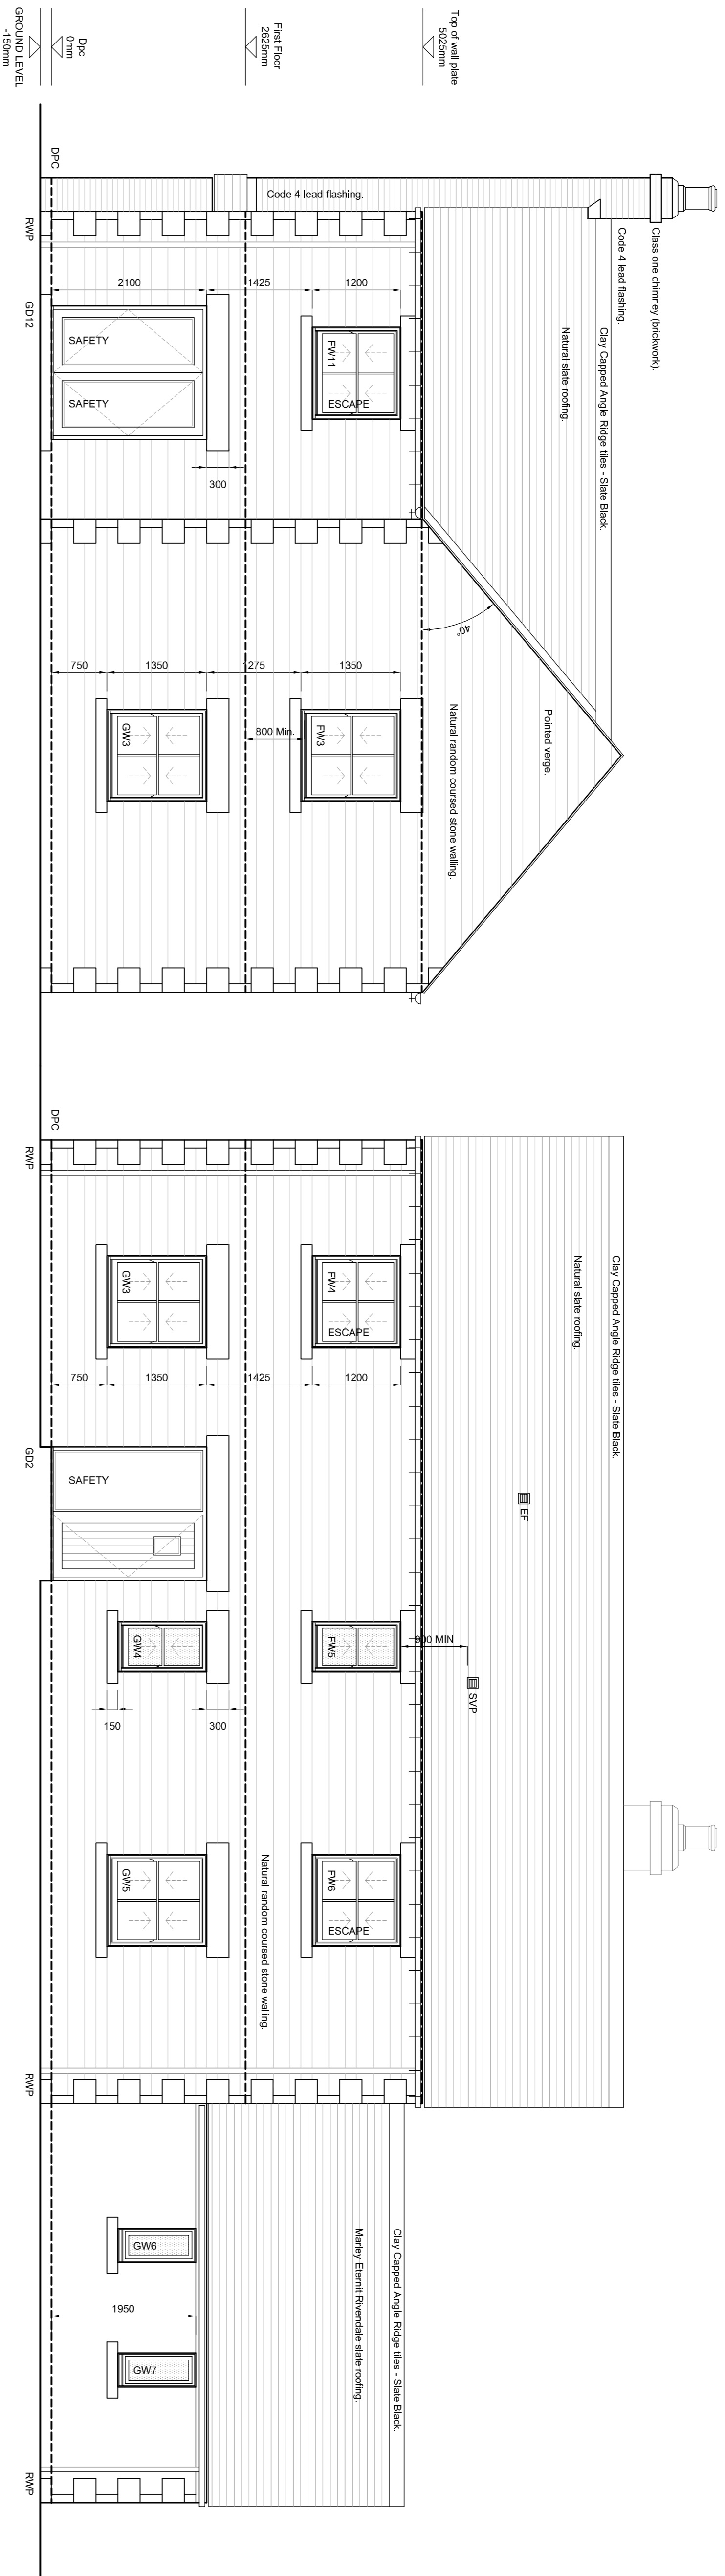 Top of wall plate
5025mm
First Floor
2625mm
Dpc
0mm
GROUND LEVEL
-150mm
Class one chimney (brickwork).
Code 4 lead flashing.
Clay Capped Angle Ridge tiles - Slate Black.
Natural slate roofing.
Code 4 lead flashing.
DPC
RWP
GD12
2100
1425
1200
SAFETY
SAFETY
FW11
ESCAPE
300
40°
Pointed verge.
Natural random coursed stone walling.
750
1350
1275
1350
800 Min.
GW3
FW3
DPC
RWP
Clay Capped Angle Ridge tiles - Slate Black.
Natural slate roofing.
GW3
FW4
ESCAPE
750
1350
1425
1200
GD2
SAFETY
EF
GW4
FW5
900 MIN
SVP
150
300
GW5
FW6
ESCAPE
Natural random coursed stone walling.
RWP
Clay Capped Angle Ridge tiles - Slate Black.
Marley Eternit Rivendale slate roofing.
GW6
1950
GW7
RWP